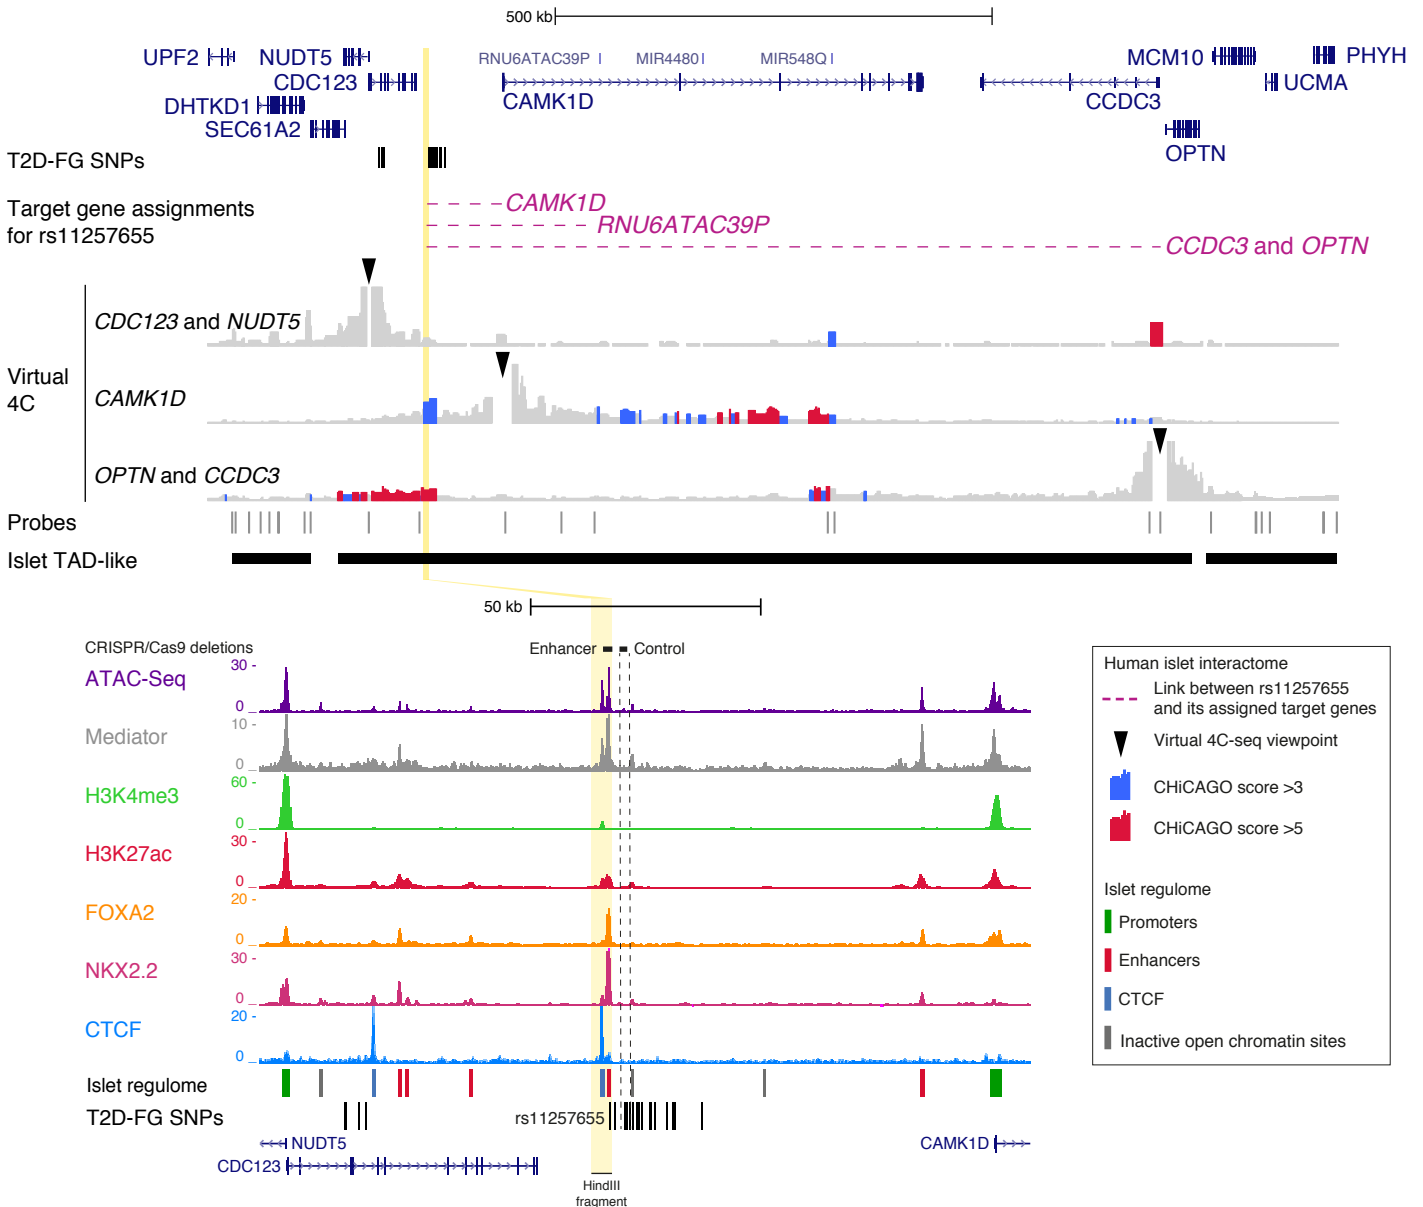 500 kb
UPF2
NUDT5
RNU6ATAC39P
MIR4480
MIR548Q
MCM10
PHYH
CDC123
UCMA
DHTKD1
CAMK1D
CCDC3
SEC61A2
OPTN
T2D-FG SNPs
Target gene assignments
for rs11257655
CAMK1D
RNU6ATAC39P
CCDC3 and OPTN
CDC123 and NUDT5
Virtual
4C
CAMK1D
OPTN and CCDC3
Probes
Islet TAD-like
50 kb
CRISPR/Cas9 deletions
Enhancer
Control
ATAC-Seq
30 -
0 _
Mediator
10 -
0 _
H3K4me3
60 -
0 _
H3K27ac
30 -
0 _
FOXA2
20 -
0 _
NKX2.2
30 -
0 _
CTCF
20 -
0 _
Islet regulome
T2D-FG SNPs
rs11257655
NUDT5
CAMK1D
CDC123
HindIII
fragment
Human islet interactome
Link between rs11257655
and its assigned target genes
Virtual 4C-seq viewpoint
CHiCAGO score >3
CHiCAGO score >5
Islet regulome
Promoters
Enhancers
CTCF
Inactive open chromatin sites